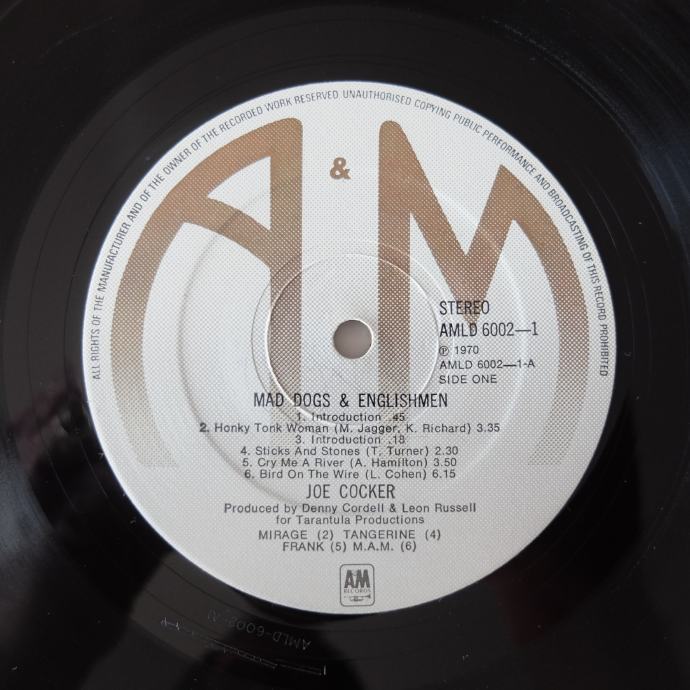 ALL RIGHTS OF THE MANUFACTURER AND OF THE OWNER OF THE RECORDED WORK RESERVED UNAUTHORISED COPYING PUBLIC PERFORMANCE AND BROADCASTING OF THIS RECORD PROHIBITED
A & M
STEREO
AMLD 6002—1
℗ 1970
AMLD 6002—1-A
SIDE ONE
MAD DOGS & ENGLISHMEN
1. Introduction .45
2. Honky Tonk Woman (M. Jagger, K. Richard) 3.35
3. Introduction .18
4. Sticks And Stones (T. Turner) 2.30
5. Cry Me A River (A. Hamilton) 3.50
6. Bird On The Wire (L. Cohen) 6.15
JOE COCKER
Produced by Denny Cordell & Leon Russell
for Tarantula Productions
MIRAGE (2) TANGERINE (4)
FRANK (5) M.A.M. (6)
AM
RECORDS